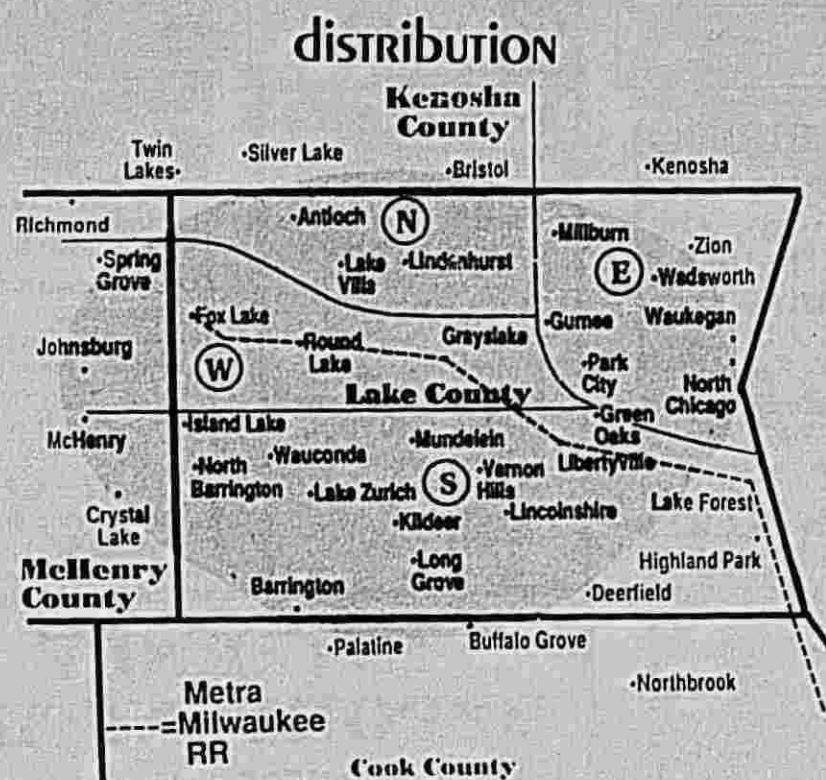 distribution
Kenosha
County
Twin
Lakes
Silver Lake
Bristol
Kenosha
Richmond
Antioch
N
Millburn
Zion
Spring
Grove
Lake
Villa
Lindenhurst
E
Wadsworth
Fox Lake
Grayslake
Gurnee
Waukegan
Johnsburg
Round
Lake
W
Park
City
Lake County
North
Chicago
McHenry
Island Lake
Green
Oaks
Mundelein
North
Barrington
Wauconda
Lake Zurich
S
Vernon
Hills
Libertyville
Crystal
Lake
Kildeer
Lincolnshire
Lake Forest
McHenry
County
Long
Grove
Highland Park
Barrington
Deerfield
Palatine
Buffalo Grove
Northbrook
Metra
----=Milwaukee
RR
Cook County